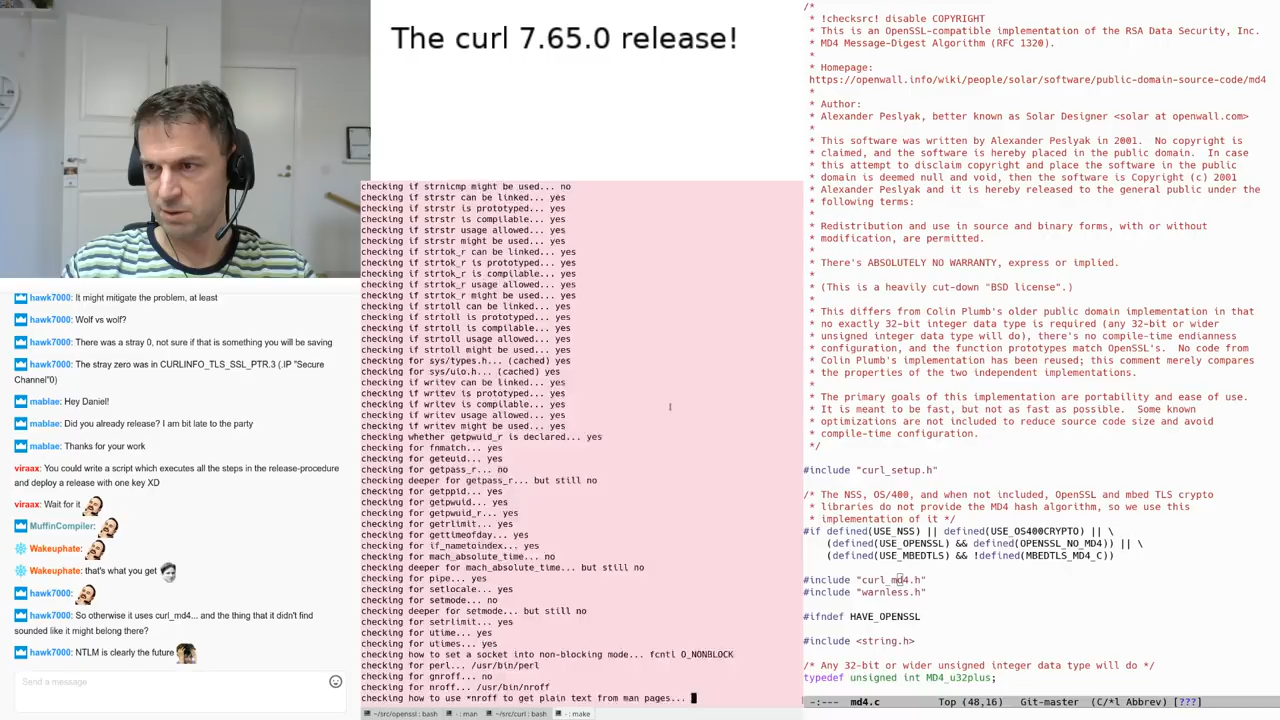 The curl 7.65.0 release!
hawk7000: It might mitigate the problem, at least
hawk7000: Wolf vs wolf?
hawk7000: There was a stray 0, not sure if that is something you will be saving
hawk7000: The stray zero was in CURLINFO_TLS_SSL_PTR.3 (.IP "Secure
Channel"0)
mablae: Hey Daniel!
mablae: Did you already release? I am bit late to the party
mablae: Thanks for your work
viraax: You could write a script which executes all the steps in the release-procedure
and deploy a release with one key XD
viraax: Wait for it
MuffinCompiler:
Wakeuphate:
Wakeuphate: that's what you get
hawk7000:
hawk7000: So otherwise it uses curl_md4... and the thing that it didn't find
sounded like it might belong there?
hawk7000: NTLM is clearly the future
Send a message
checking if strnicmp might be used... no
checking if strstr can be linked... yes
checking if strstr is prototyped... yes
checking if strstr is compilable... yes
checking if strstr usage allowed... yes
checking if strstr might be used... yes
checking if strtok_r can be linked... yes
checking if strtok_r is prototyped... yes
checking if strtok_r is compilable... yes
checking if strtok_r usage allowed... yes
checking if strtok_r might be used... yes
checking if strtoll can be linked... yes
checking if strtoll is prototyped... yes
checking if strtoll is compilable... yes
checking if strtoll usage allowed... yes
checking if strtoll might be used... yes
checking for sys/types.h... (cached) yes
checking for sys/uio.h... (cached) yes
checking if writev can be linked... yes
checking if writev is prototyped... yes
checking if writev is compilable... yes
checking if writev usage allowed... yes
checking if writev might be used... yes
checking whether getpwuid_r is declared... yes
checking for fnmatch... yes
checking for geteuid... yes
checking for getpass_r... no
checking deeper for getpass_r... but still no
checking for getppid... yes
checking for getpwuid... yes
checking for getpwuid_r... yes
checking for getrlimit... yes
checking for gettimeofday... yes
checking for if_nametoindex... yes
checking for mach_absolute_time... no
checking deeper for mach_absolute_time... but still no
checking for pipe... yes
checking for setlocale... yes
checking for setmode... no
checking deeper for setmode... but still no
checking for setrlimit... yes
checking for utime... yes
checking for utimes... yes
checking how to set a socket into non-blocking mode... fcntl O_NONBLOCK
checking for perl... /usr/bin/perl
checking for gnroff... no
checking for nroff... /usr/bin/nroff
checking how to use *nroff to get plain text from man pages...
~/src/openssl : bash - : man ~/src/curl : bash - : make
/*
* !checksrc! disable COPYRIGHT
* This is an OpenSSL-compatible implementation of the RSA Data Security, Inc.
* MD4 Message-Digest Algorithm (RFC 1320).
*
* Homepage:
https://openwall.info/wiki/people/solar/software/public-domain-source-code/md4
*
* Author:
* Alexander Peslyak, better known as Solar Designer <solar at openwall.com>
*
* This software was written by Alexander Peslyak in 2001.  No copyright is
* claimed, and the software is hereby placed in the public domain.  In case
* this attempt to disclaim copyright and place the software in the public
* domain is deemed null and void, then the software is Copyright (c) 2001
* Alexander Peslyak and it is hereby released to the general public under the
* following terms:
*
* Redistribution and use in source and binary forms, with or without
* modification, are permitted.
*
* There's ABSOLUTELY NO WARRANTY, express or implied.
*
* (This is a heavily cut-down "BSD license".)
*
* This differs from Colin Plumb's older public domain implementation in that
* no exactly 32-bit integer data type is required (any 32-bit or wider
* unsigned integer data type will do), there's no compile-time endianness
* configuration, and the function prototypes match OpenSSL's.  No code from
* Colin Plumb's implementation has been reused; this comment merely compares
* the properties of the two independent implementations.
*
* The primary goals of this implementation are portability and ease of use.
* It is meant to be fast, but not as fast as possible.  Some known
* optimizations are not included to reduce source code size and avoid
* compile-time configuration.
*/
#include "curl_setup.h"
/* The NSS, OS/400, and when not included, OpenSSL and mbed TLS crypto
* libraries do not provide the MD4 hash algorithm, so we use this
* implementation of it */
#if defined(USE_NSS) || defined(USE_OS400CRYPTO) || \
(defined(USE_OPENSSL) && defined(OPENSSL_NO_MD4)) || \
(defined(USE_MBEDTLS) && !defined(MBEDTLS_MD4_C))
#include "curl_md4.h"
#include "warnless.h"
#ifndef HAVE_OPENSSL
#include <string.h>
/* Any 32-bit or wider unsigned integer data type will do */
typedef unsigned int MD4_u32plus;
-:--- md4.c Top (48,16) Git-master (C/*l Abbrev) [???]